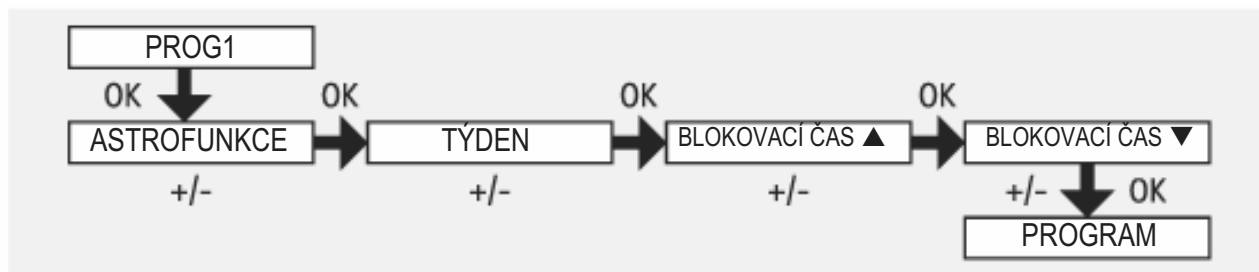 PROG1
OK OK OK OK
ASTROFUNKCE TÝDEN BLOKOVACÍ ČAS ▲ BLOKOVACÍ ČAS ▼
+/- +/- +/- +/- OK
PROGRAM